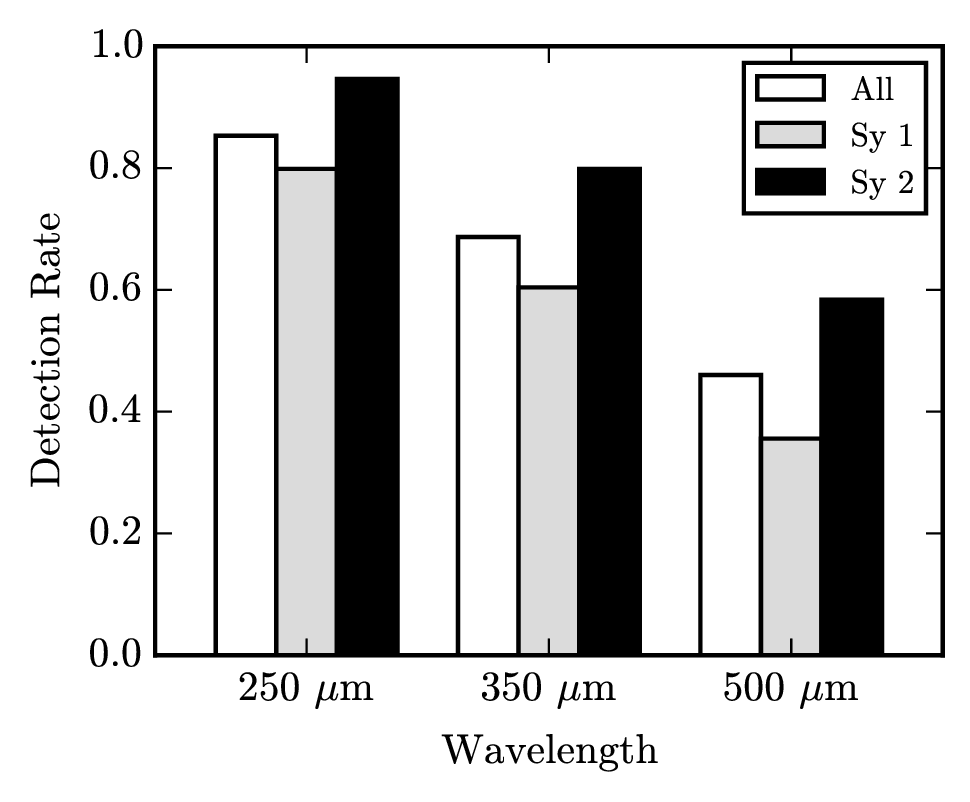 1.0
0.8
0.6
0.4
0.2
0.0
Detection Rate
All
Sy 1
Sy 2
250 μm
350 μm
500 μm
Wavelength